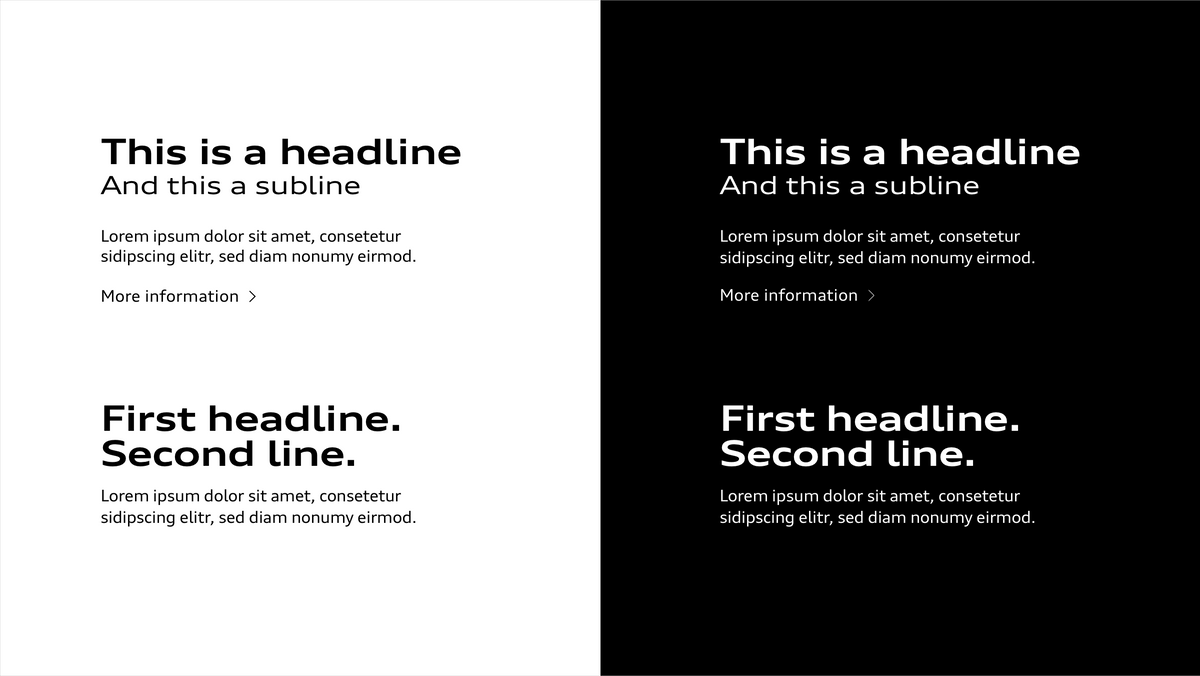 This is a headline
And this a subline
Lorem ipsum dolor sit amet, consetetur
sidipscing elitr, sed diam nonumy eirmod.
More information
First headline.
Second line.
Lorem ipsum dolor sit amet, consetetur
sidipscing elitr, sed diam nonumy eirmod.
This is a headline
And this a subline
Lorem ipsum dolor sit amet, consetetur
sidipscing elitr, sed diam nonumy eirmod.
More information
First headline.
Second line.
Lorem ipsum dolor sit amet, consetetur
sidipscing elitr, sed diam nonumy eirmod.